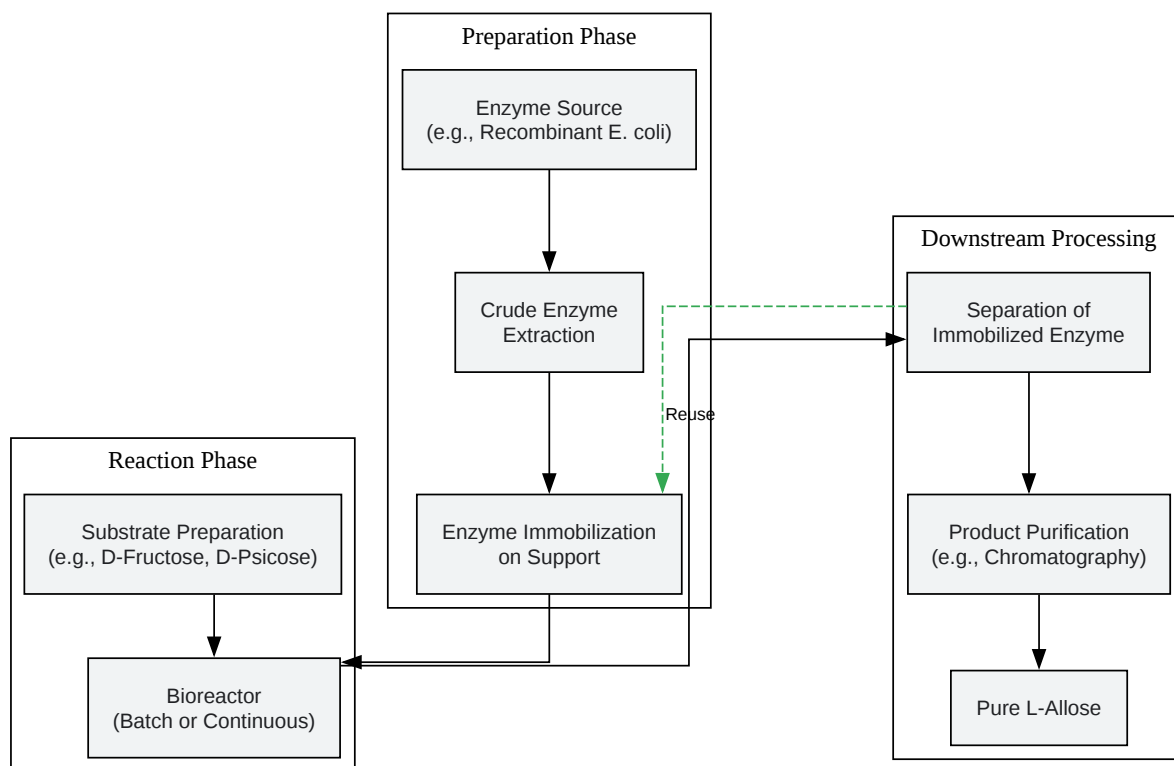 Preparation Phase
Enzyme Source
(e.g., Recombinant E. coli)
Crude Enzyme
Extraction
Enzyme Immobilization
on Support
Reaction Phase
Substrate Preparation
(e.g., D-Fructose, D-Psicose)
Bioreactor
(Batch or Continuous)
Reuse
Downstream Processing
Separation of
Immobilized Enzyme
Product Purification
(e.g., Chromatography)
Pure L-Allose